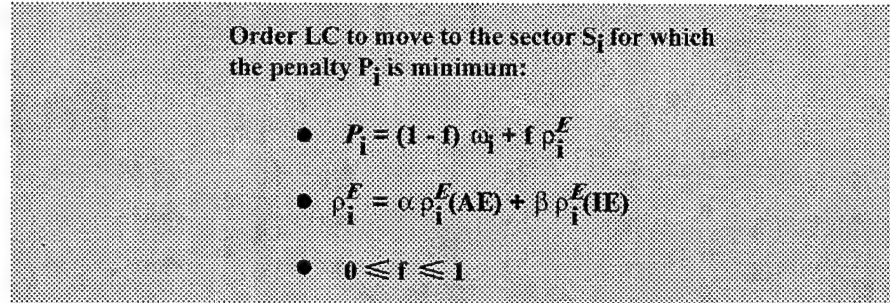 Order LC to move to the sector Sᵢ for which
the penalty Pᵢ is minimum:
● Pᵢ = (1 - f) ωᵢ + f ρᵢᴱ
● ρᵢᴱ = α ρᵢᴱ(AE) + β ρᵢᴱ(IE)
● 0 ≤ f ≤ 1